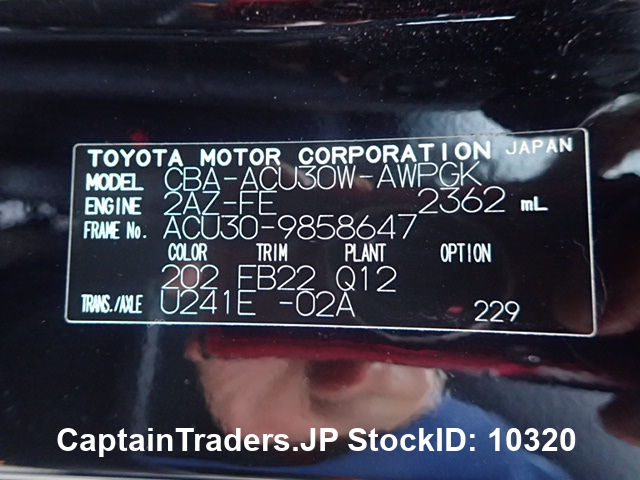 TOYOTA MOTOR CORPORATION JAPAN
MODEL CBA-ACU30W-AWPGK
ENGINE 2AZ-FE 2362 mL
FRAME No. ACU30-9858647
COLOR TRIM PLANT OPTION
202 FB22 Q12
TRANS./AXLE U241E -02A 229
CaptainTraders.JP StockID: 10320